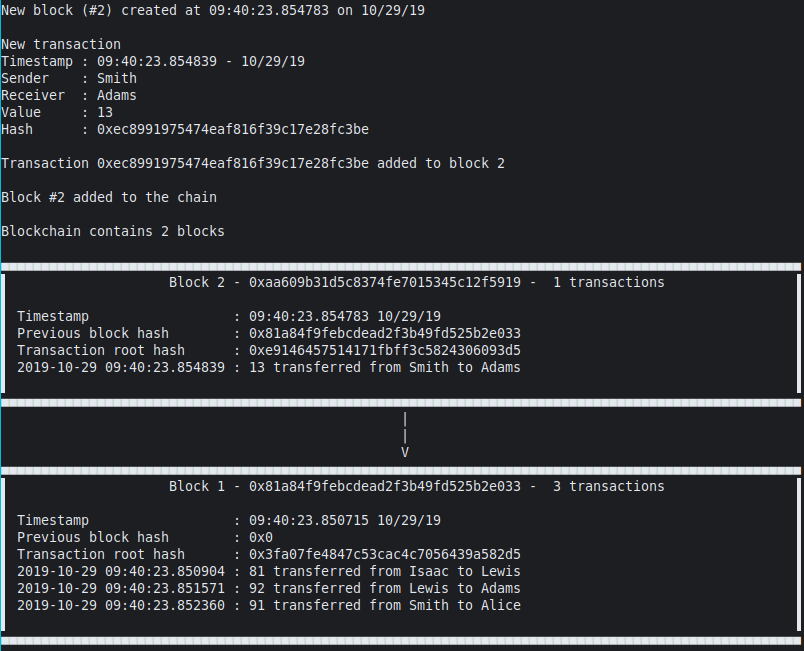 New block (#2) created at 09:40:23.854783 on 10/29/19
New transaction
Timestamp : 09:40:23.854839 - 10/29/19
Sender    : Smith
Receiver  : Adams
Value     : 13
Hash      : 0xec8991975474eaf816f39c17e28fc3be
Transaction 0xec8991975474eaf816f39c17e28fc3be added to block 2
Block #2 added to the chain
Blockchain contains 2 blocks
Block 2 - 0xaa609b31d5c8374fe7015345c12f5919 -  1 transactions
Timestamp                  : 09:40:23.854783 10/29/19
Previous block hash        : 0x81a84f9febcdead2f3b49fd525b2e033
Transaction root hash      : 0xe9146457514171fbff3c5824306093d5
2019-10-29 09:40:23.854839 : 13 transferred from Smith to Adams
|
|
V
Block 1 - 0x81a84f9febcdead2f3b49fd525b2e033 -  3 transactions
Timestamp                  : 09:40:23.850715 10/29/19
Previous block hash        : 0x0
Transaction root hash      : 0x3fa07fe4847c53cac4c7056439a582d5
2019-10-29 09:40:23.850904 : 81 transferred from Isaac to Lewis
2019-10-29 09:40:23.851571 : 92 transferred from Lewis to Adams
2019-10-29 09:40:23.852360 : 91 transferred from Smith to Alice